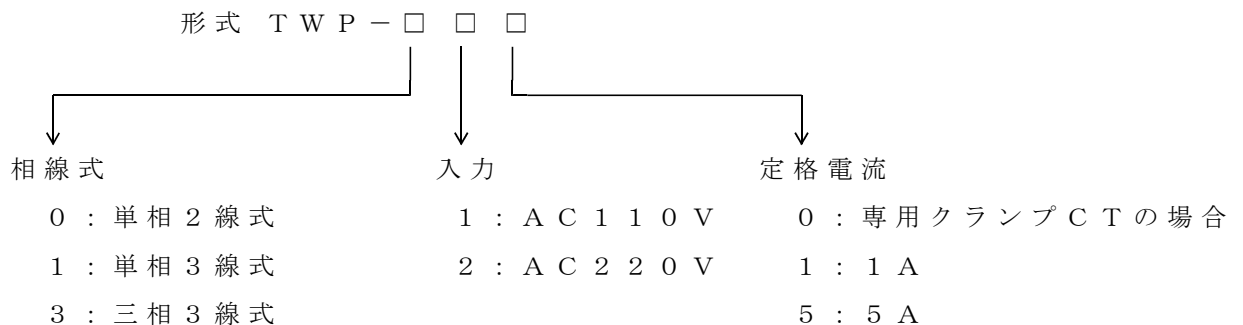 形式 TWP－□□□
相線式 入力 定格電流
0：単相2線式 1：AC110V 0：専用クランプCTの場合
1：単相3線式 2：AC220V 1：1A
3：三相3線式 5：5A